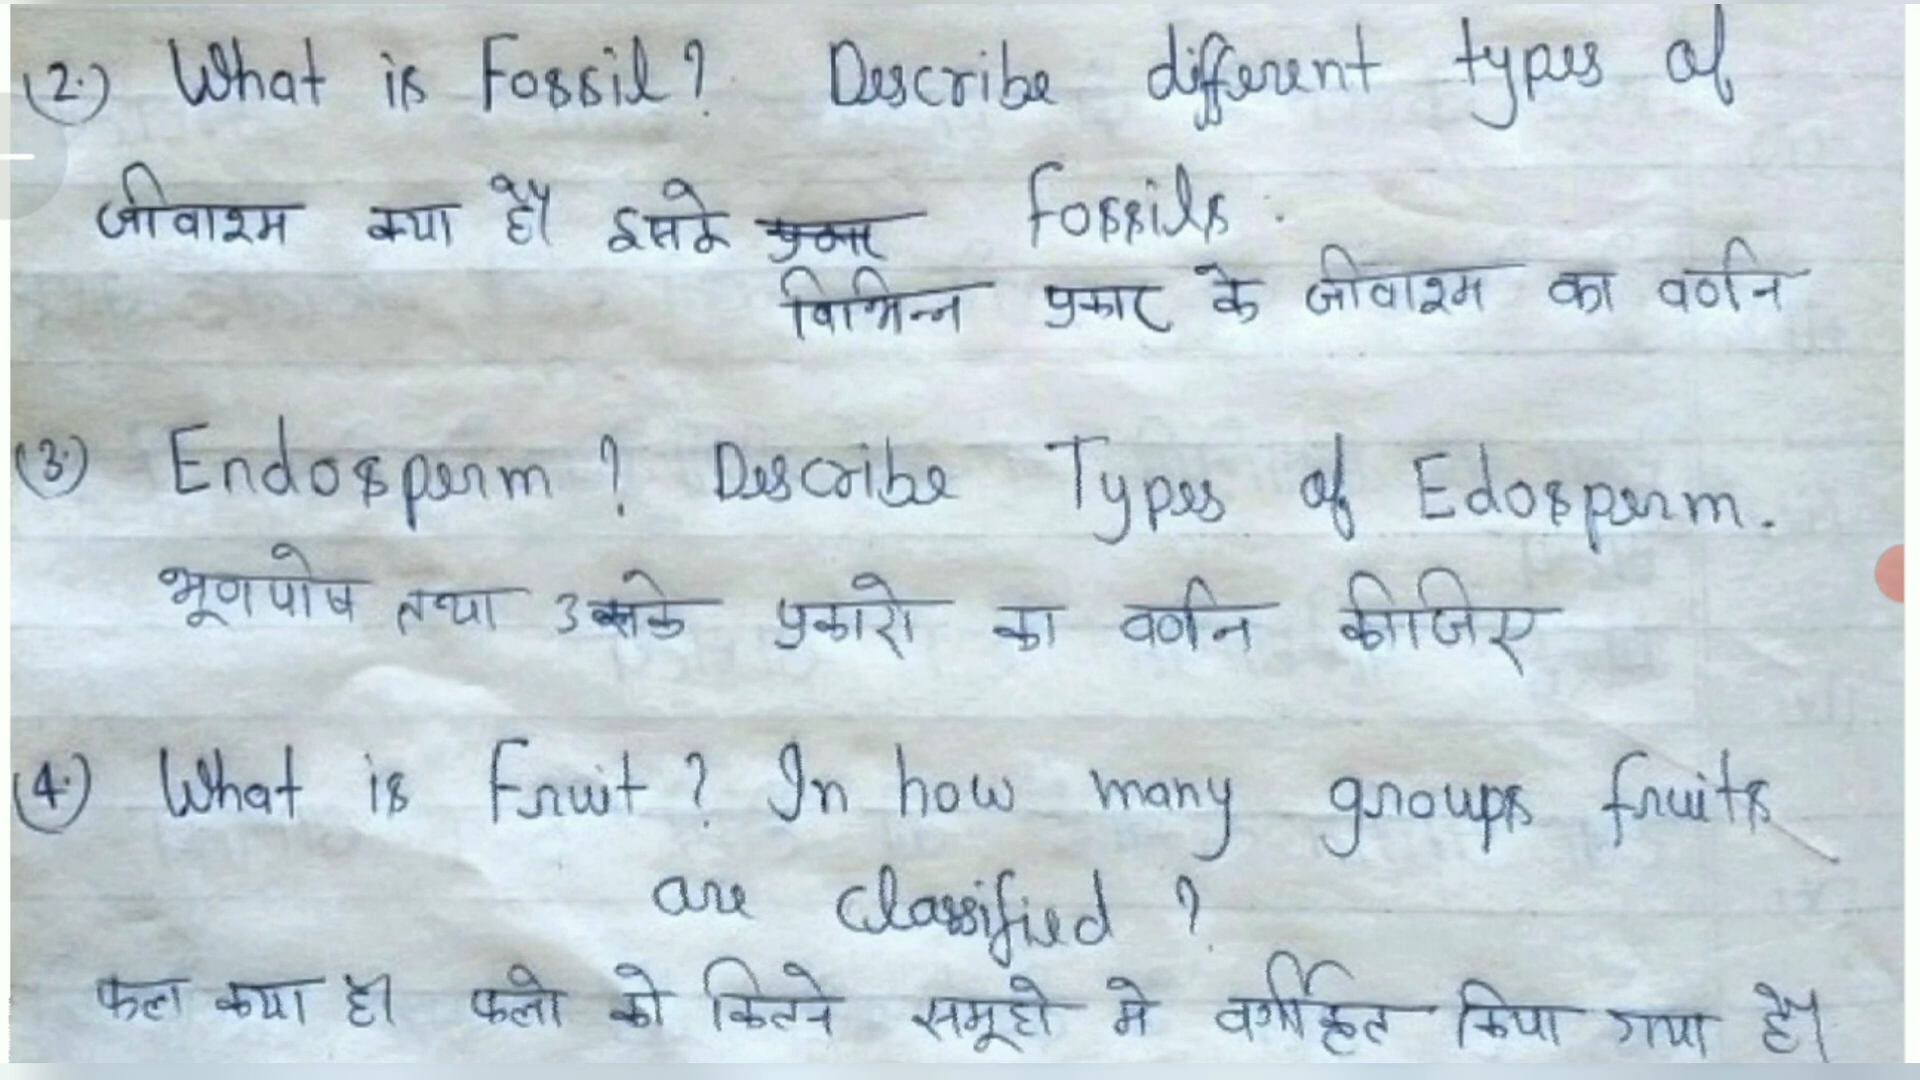 (2.) What is Fossil? Describe different types of
fossils.
जीवाश्म क्या है। इसके
विभिन्न प्रकार के जीवाश्म का वर्णन
(3.) Endosperm? Describe Types of Edosperm.
भ्रूणपोष तथा उसके प्रकारो का वर्णन कीजिए
(4.) What is Fruit? In how many groups fruits
are classified?
फल क्या है। फलो को कितने समूहो मे वर्गीकृत किया गया है।